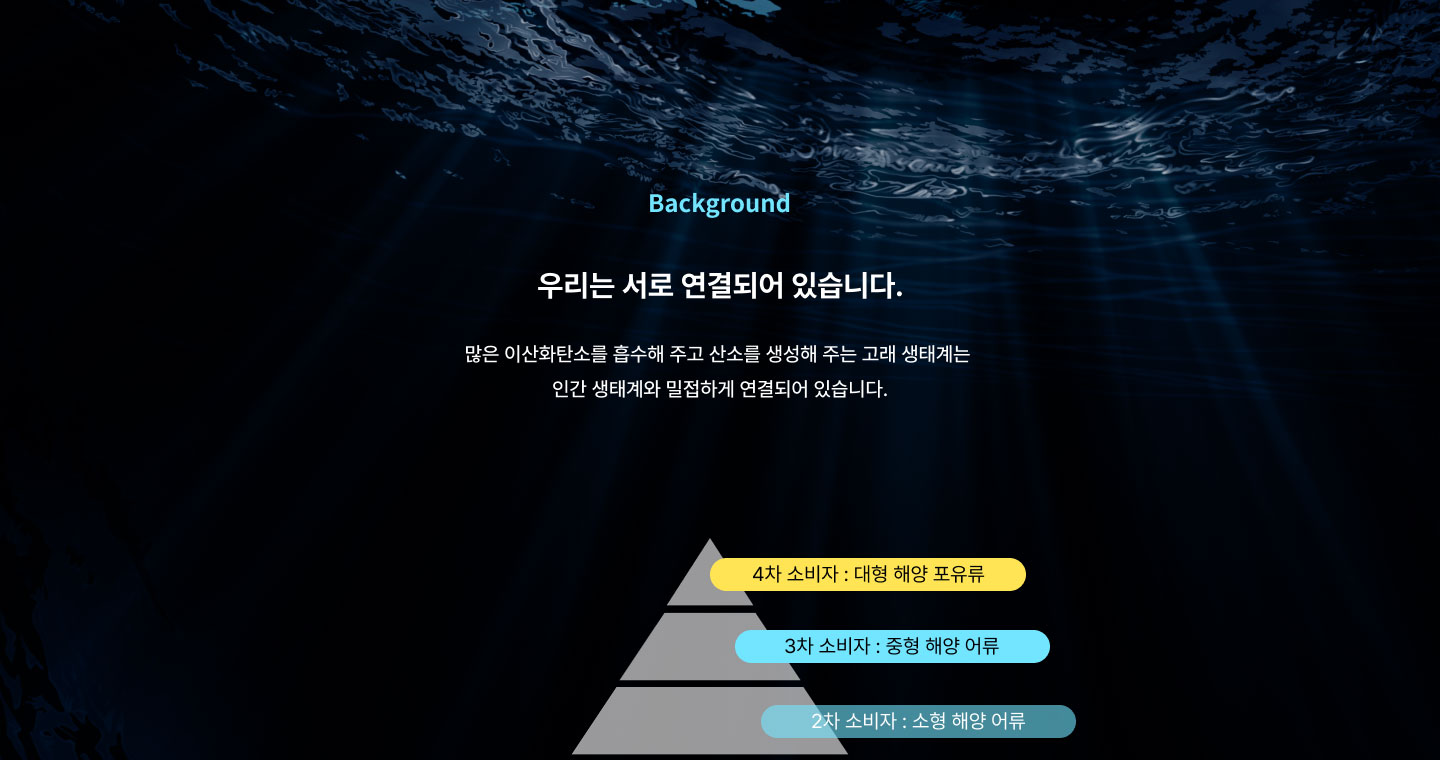 Background
우리는 서로 연결되어 있습니다.
많은 이산화탄소를 흡수해 주고 산소를 생성해 주는 고래 생태계는
인간 생태계와 밀접하게 연결되어 있습니다.
4차 소비자 : 대형 해양 포유류
3차 소비자 : 중형 해양 어류
2차 소비자 : 소형 해양 어류